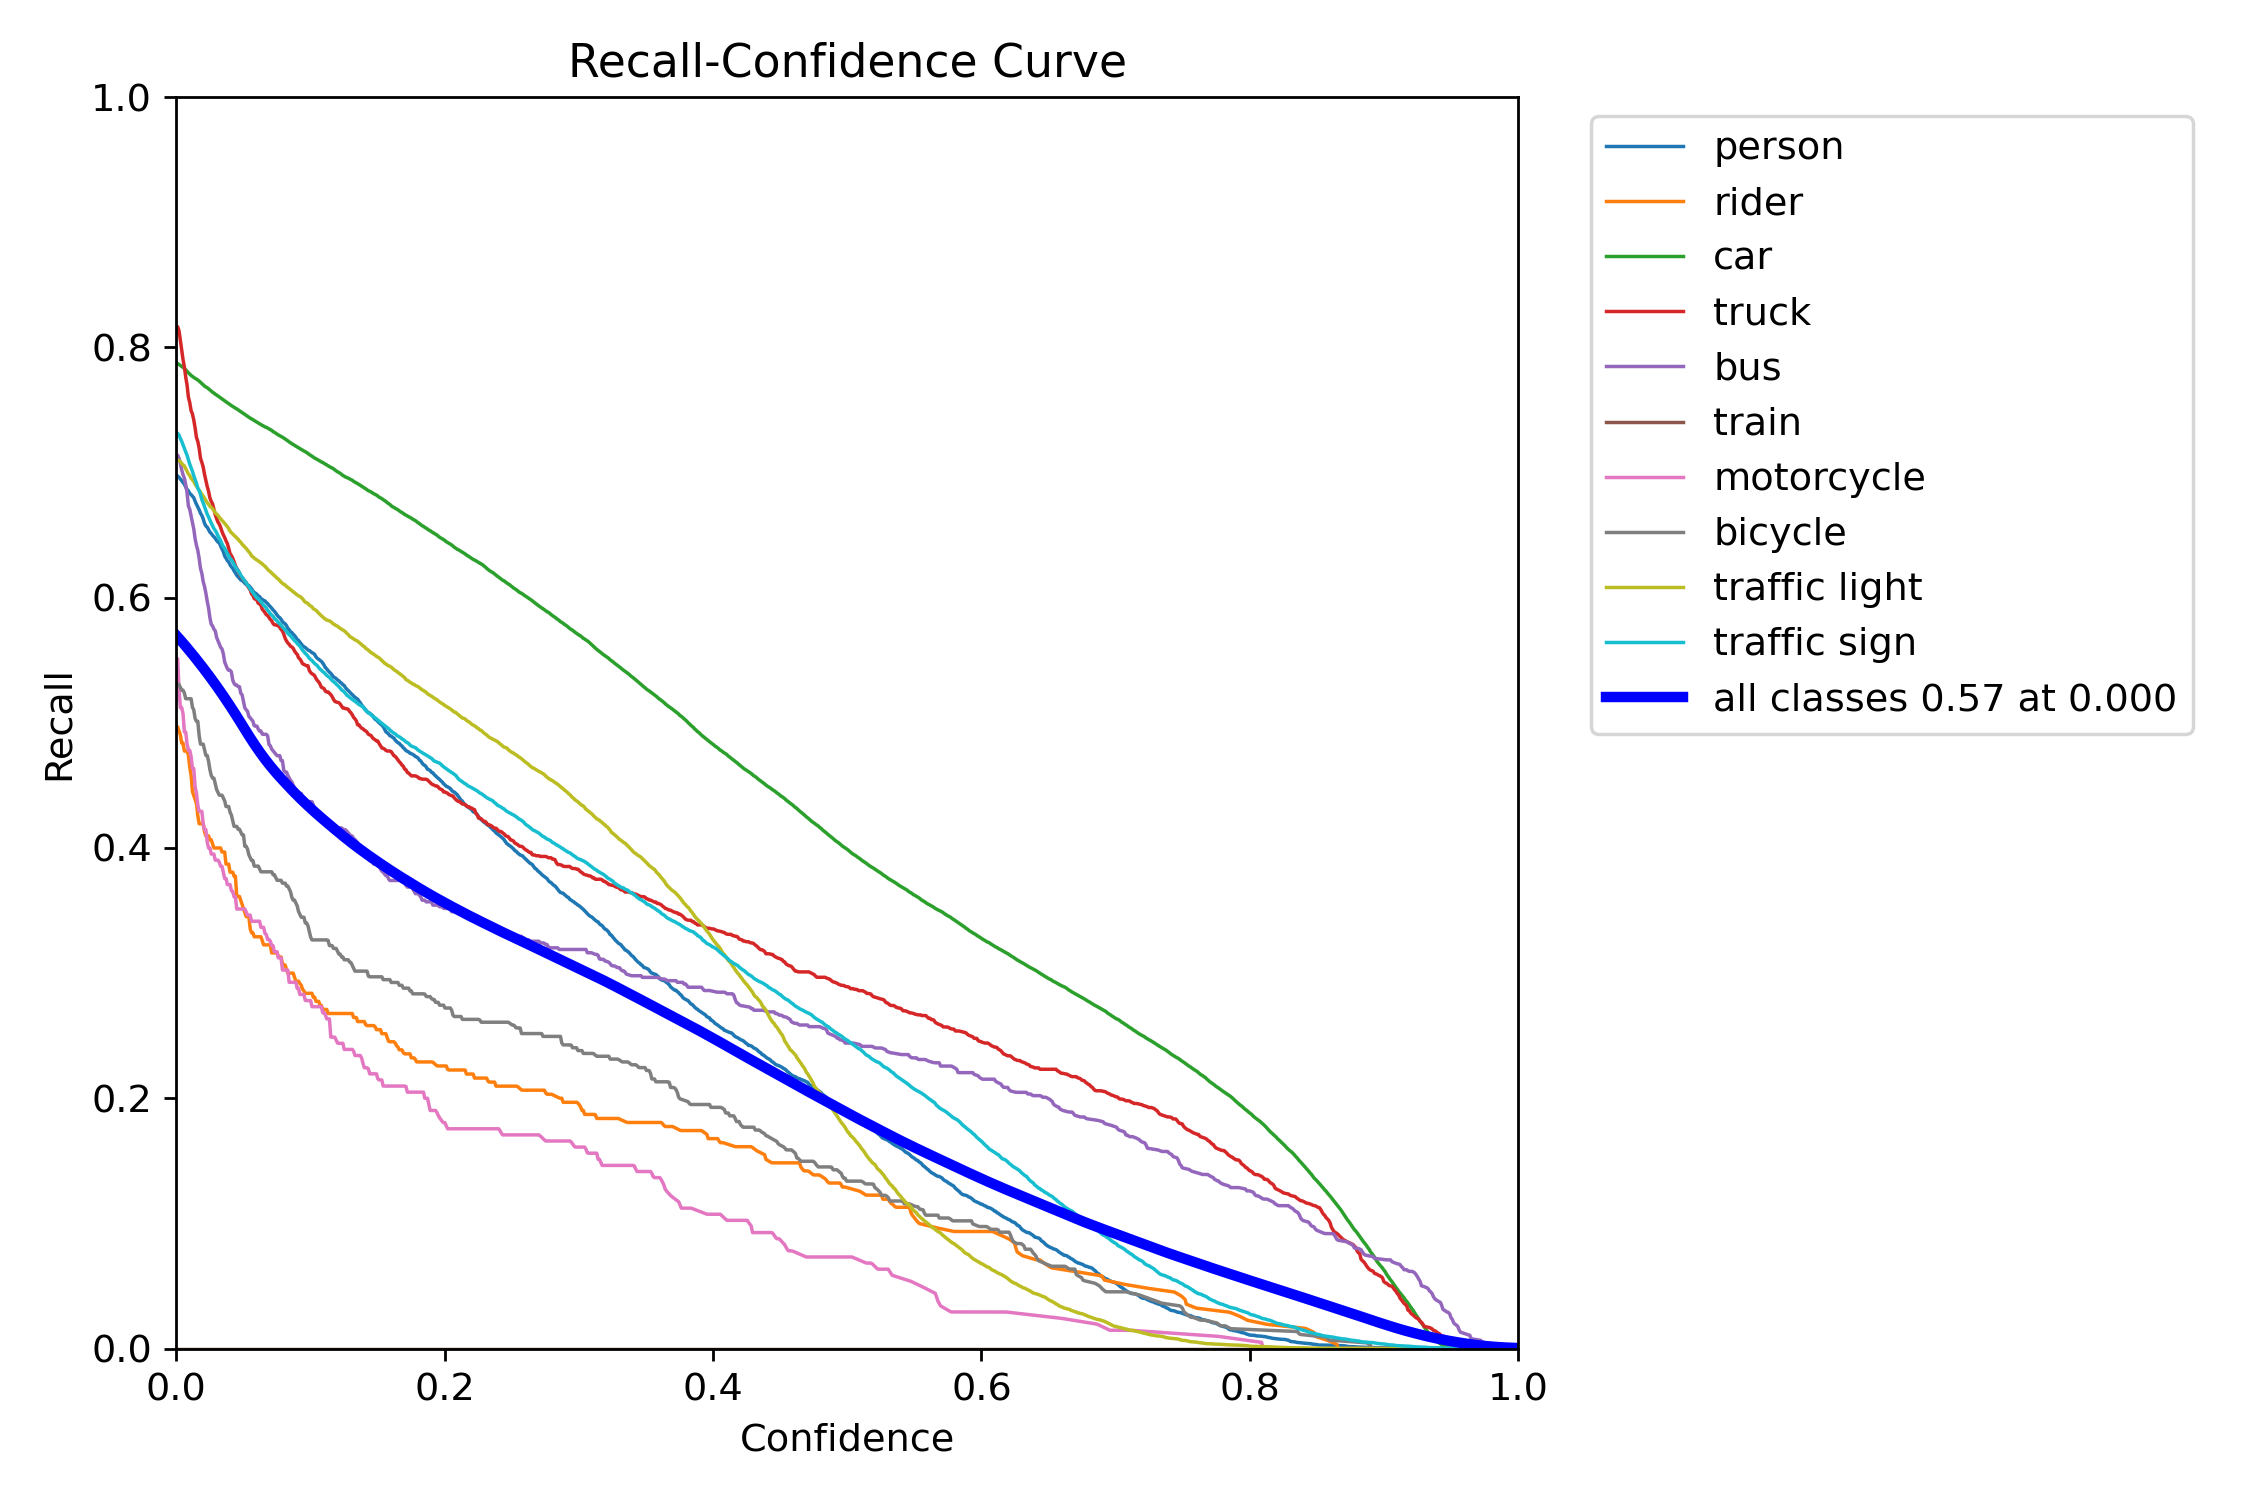 Recall-Confidence Curve
1.0
0.8
0.6
0.4
0.2
0.0
Recall
0.0 0.2 0.4 0.6 0.8 1.0
Confidence
person
rider
car
truck
bus
train
motorcycle
bicycle
traffic light
traffic sign
all classes 0.57 at 0.000